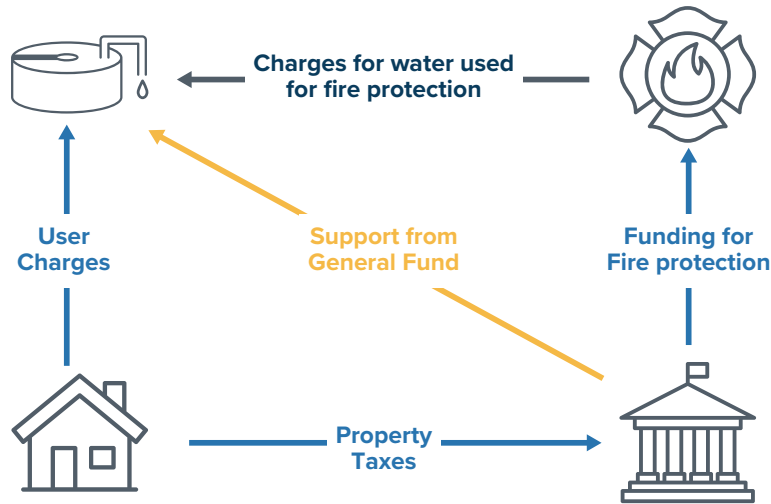 Charges for water used
for fire protection
User
Charges
Support from
General Fund
Funding for
Fire protection
Property
Taxes